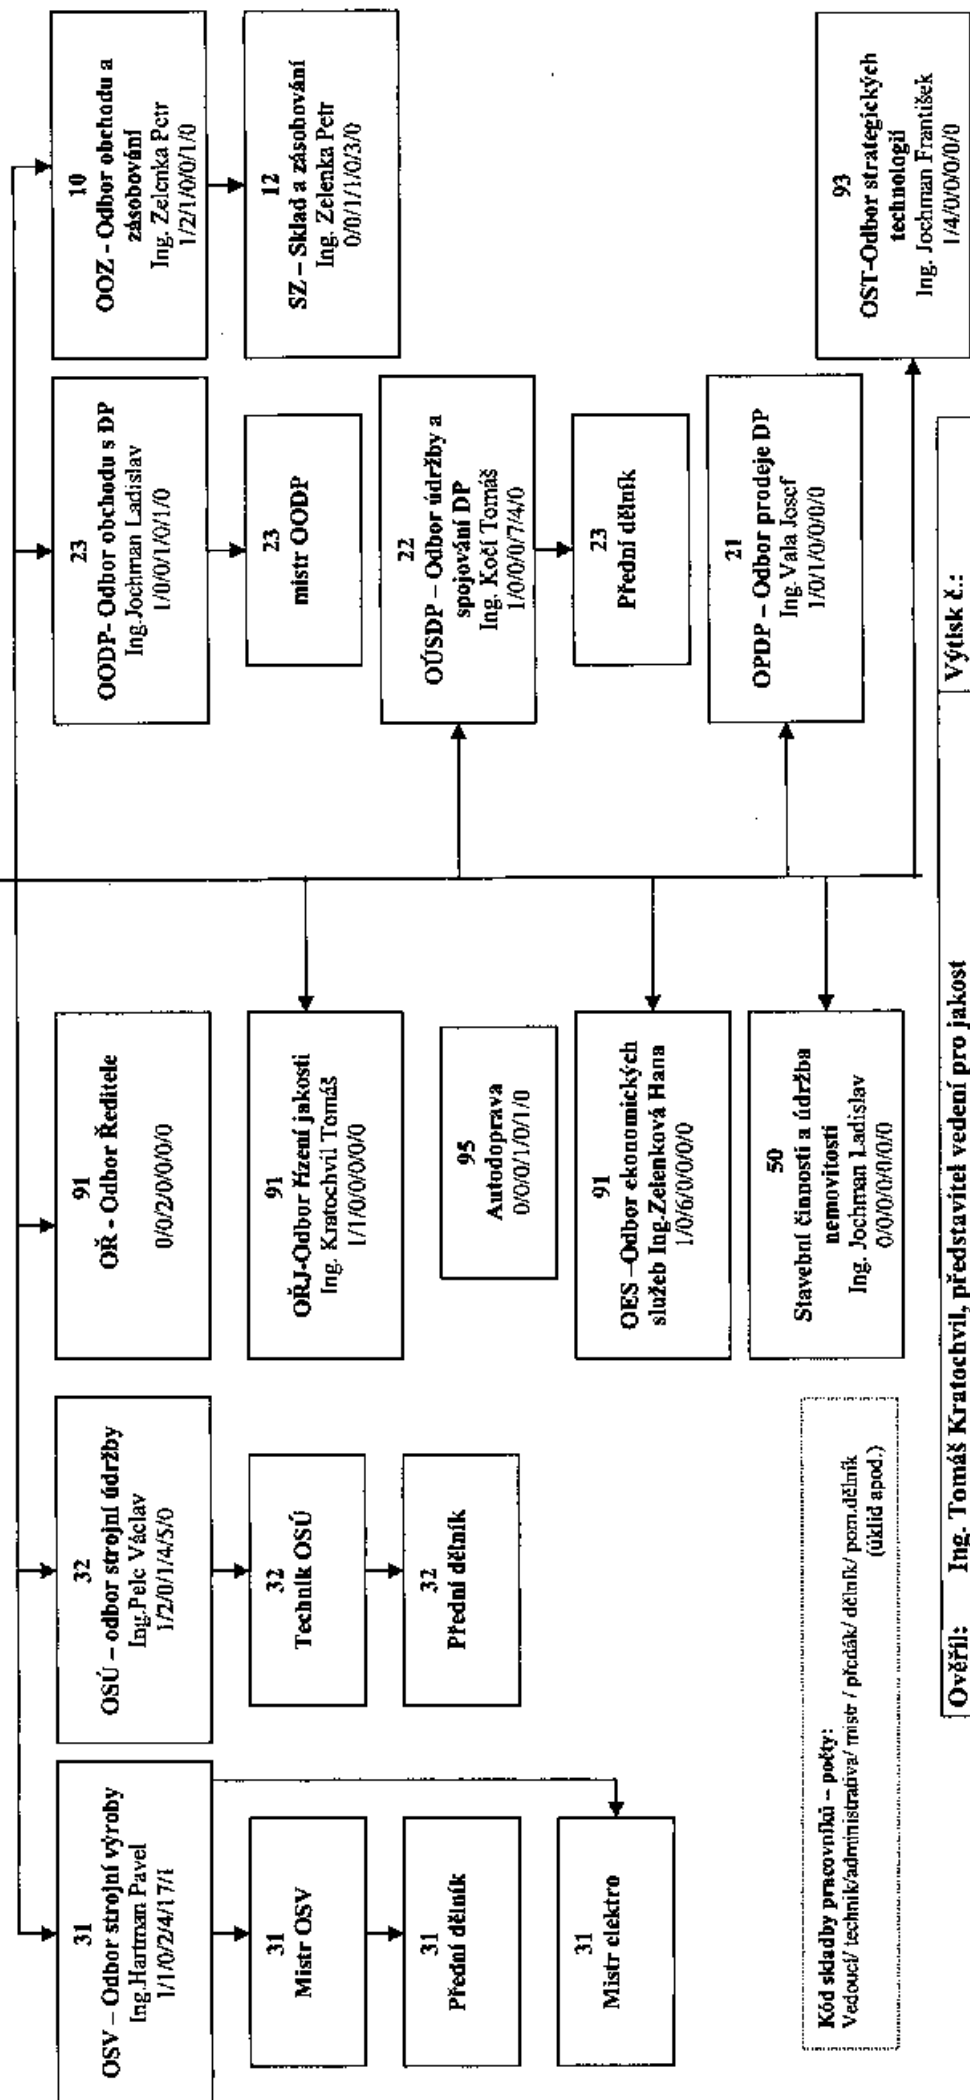 31
OSV – Odbor strojní výroby
Ing.Hartman Pavel
1/1/0/2/4/17/1
31
Mistr OSV
31
Přední dělník
31
Mistr elektro
32
OSÚ – odbor strojní údržby
Ing.Pelc Václav
1/2/0/1/4/5/0
32
Technik OSÚ
32
Přední dělník
91
OŘ - Odbor Ředitele
0/0/2/0/0/0/0
91
OŘJ-Odbor řízení jakosti
Ing. Kratochvil Tomáš
1/1/0/0/0/0/0
95
Autodoprava
0/0/0/1/0/1/0
91
OES –Odbor ekonomických
služeb Ing.Zelenková Hana
1/0/6/0/0/0/0
50
Stavební činnosti a údržba
nemovitosti
Ing. Jochman Ladislav
0/0/0/0/0/0/0
23
OODP- Odbor obchodu s DP
Ing.Jochman Ladislav
1/0/0/1/0/1/0
23
mistr OODP
22
OÚSDP – Odbor údržby a
spojování DP
Ing. Kočí Tomáš
1/0/0/0/7/4/0
23
Přední dělník
21
OPDP – Odbor prodeje DP
Ing.Vala Josef
1/0/1/0/0/0/0
10
OOZ - Odbor obchodu a
zásobování
Ing. Zelenka Petr
1/2/1/0/0/1/0
12
SZ – Sklad a zásobování
Ing. Zelenka Petr
0/0/1/1/0/3/0
93
OST-Odbor strategických
technologií
Ing. Jochman František
1/4/0/0/0/0/0
Kód skladby pracovníků – počty:
Vedoucí/ technik/administrativa/ mistr / předák/ dělník/ pom.dělník
(úklid apod.)
Ověřil: Ing. Tomáš Kratochvil, představitel vedení pro jakost
Výtisk č.: